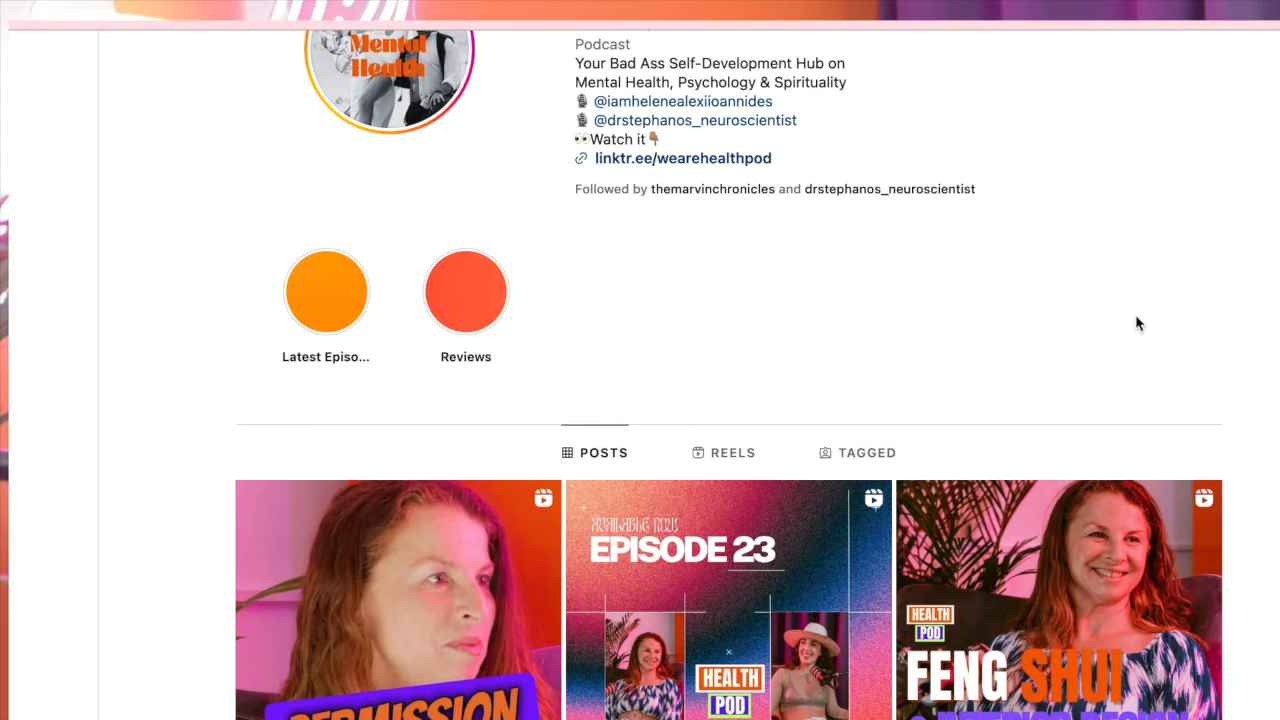 Mental
Health
Podcast
Your Bad Ass Self-Development Hub on
Mental Health, Psychology & Spirituality
@iamhelenealexiioannides
@drstephanos_neuroscientist
Watch it
linktr.ee/wearehealthpod
Followed by themarvinchronicles and drstephanos_neuroscientist
Latest Episo...
Reviews
POSTS
REELS
TAGGED
PERMISSION
AVAILABLE NOW
EPISODE 23
HEALTH
POD
HEALTH
POD
FENG SHUI